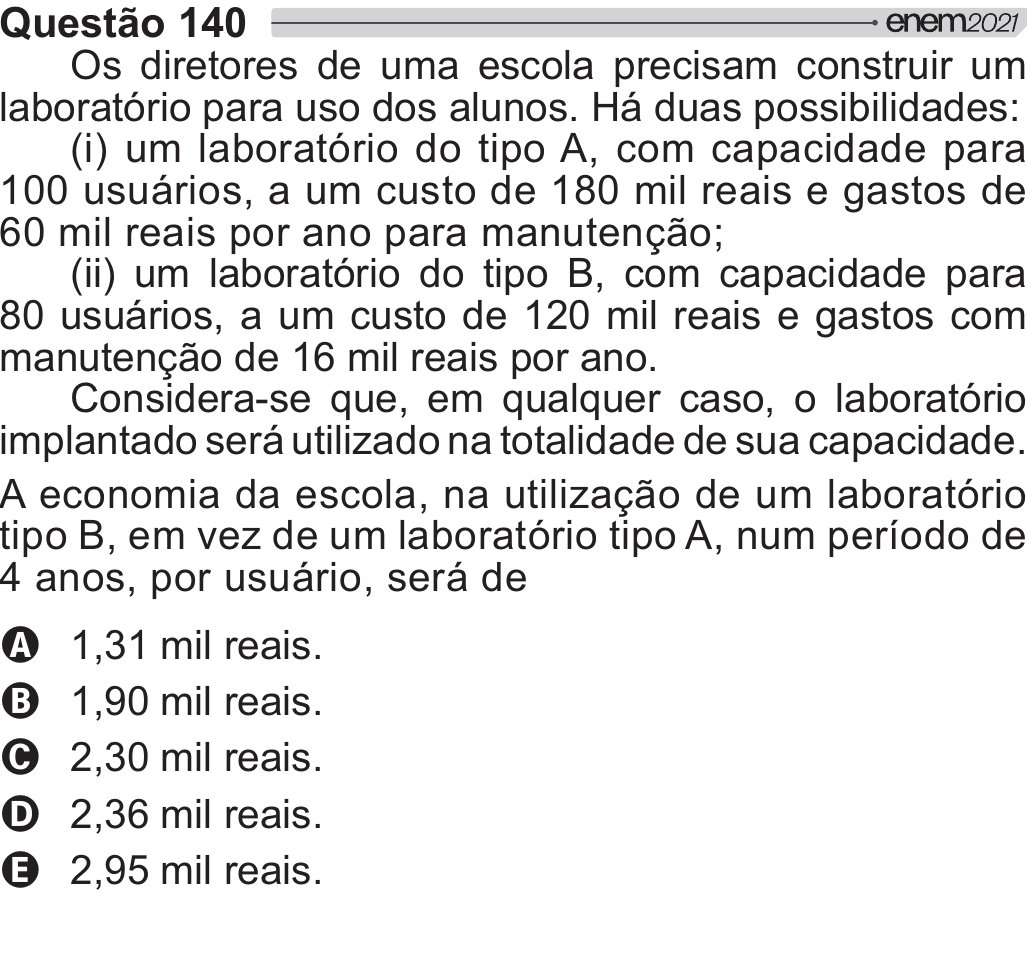 Questão 140 enem2021
Os diretores de uma escola precisam construir um
laboratório para uso dos alunos. Há duas possibilidades:
(i) um laboratório do tipo A, com capacidade para
100 usuários, a um custo de 180 mil reais e gastos de
60 mil reais por ano para manutenção;
(ii) um laboratório do tipo B, com capacidade para
80 usuários, a um custo de 120 mil reais e gastos com
manutenção de 16 mil reais por ano.
Considera-se que, em qualquer caso, o laboratório
implantado será utilizado na totalidade de sua capacidade.
A economia da escola, na utilização de um laboratório
tipo B, em vez de um laboratório tipo A, num período de
4 anos, por usuário, será de
A 1,31 mil reais.
B 1,90 mil reais.
C 2,30 mil reais.
D 2,36 mil reais.
E 2,95 mil reais.